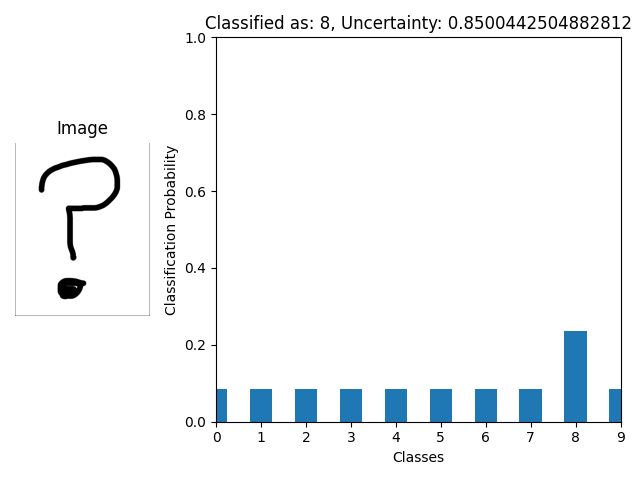 Classified as: 8, Uncertainty: 0.8500442504882812
Image
?
Classification Probability
1.0
0.8
0.6
0.4
0.2
0.0
0 1 2 3 4 5 6 7 8 9
Classes